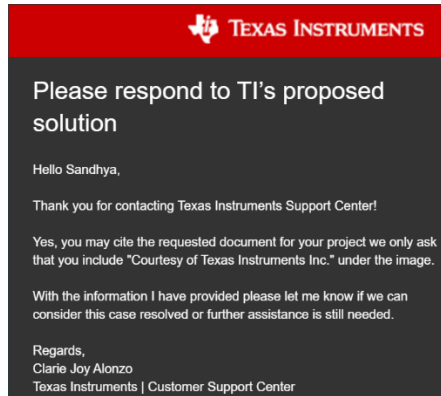 TEXAS INSTRUMENTS
Please respond to TI's proposed
solution
Hello Sandhya,
Thank you for contacting Texas Instruments Support Center!
Yes, you may cite the requested document for your project we only ask
that you include "Courtesy of Texas Instruments Inc." under the image.
With the information I have provided please let me know if we can
consider this case resolved or further assistance is still needed.
Regards,
Clarie Joy Alonzo
Texas Instruments | Customer Support Center